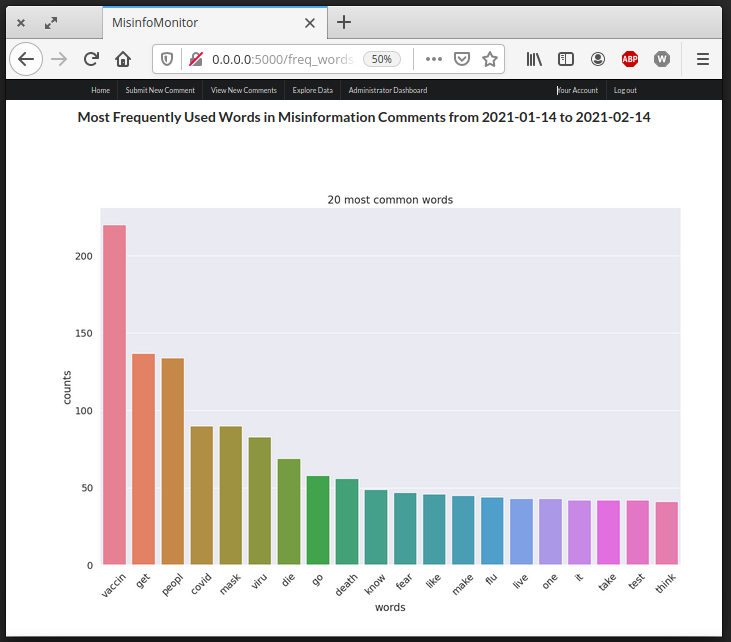 MisinfoMonitor
0.0.0.0:5000/freq_words
50%
ABP
W
Home
Submit New Comment
View New Comments
Explore Data
Administrator Dashboard
Your Account
Log out
Most Frequently Used Words in Misinformation Comments from 2021-01-14 to 2021-02-14
20 most common words
200
150
100
50
0
counts
vaccin
get
peopl
covid
mask
viru
die
go
death
know
fear
like
make
flu
live
one
it
take
test
think
words